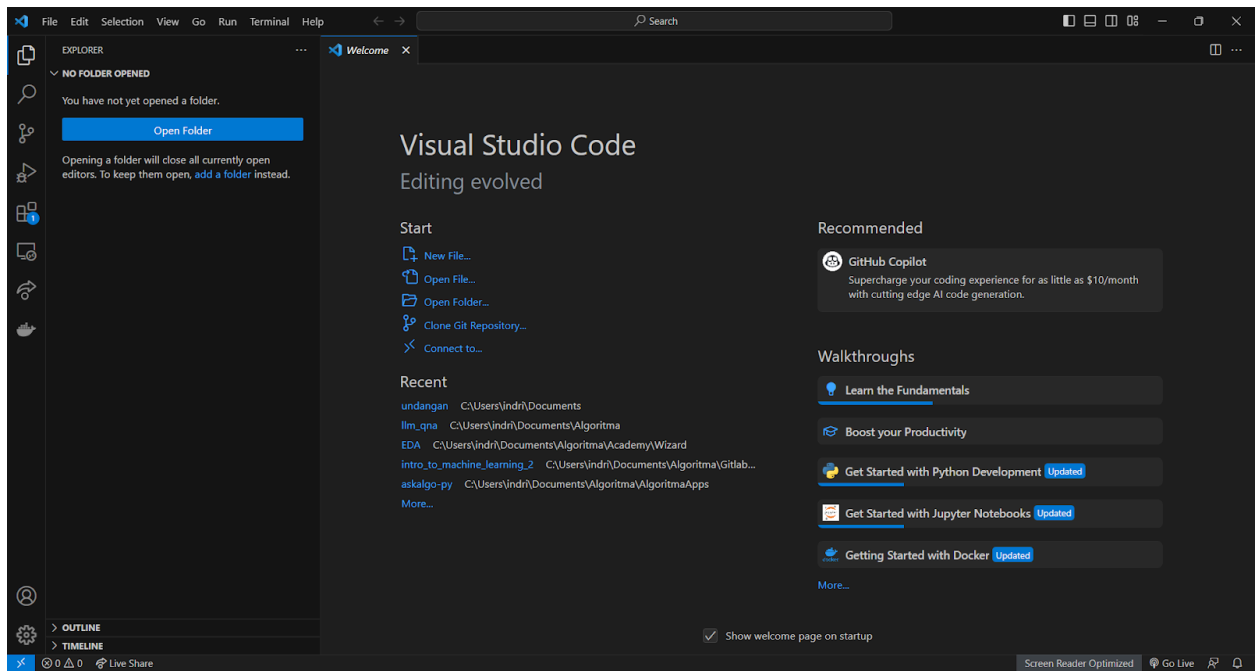 File Edit Selection View Go Run Terminal Help
Search
EXPLORER
NO FOLDER OPENED
You have not yet opened a folder.
Open Folder
Opening a folder will close all currently open
editors. To keep them open, add a folder instead.
1
OUTLINE
TIMELINE
Welcome
Visual Studio Code
Editing evolved
Start
New File...
Open File...
Open Folder...
Clone Git Repository...
Connect to...
Recent
undangan C:\Users\indri\Documents
llm_qna C:\Users\indri\Documents\Algoritma
EDA C:\Users\indri\Documents\Algoritma\Academy\Wizard
intro_to_machine_learning_2 C:\Users\indri\Documents\Algoritma\Gitlab...
askalgo-py C:\Users\indri\Documents\Algoritma\AlgoritmaApps
More...
Recommended
GitHub Copilot
Supercharge your coding experience for as little as $10/month
with cutting edge AI code generation.
Walkthroughs
Learn the Fundamentals
Boost your Productivity
Get Started with Python Development Updated
Get Started with Jupyter Notebooks Updated
Getting Started with Docker Updated
More...
Show welcome page on startup
0 0 Live Share
Screen Reader Optimized Go Live